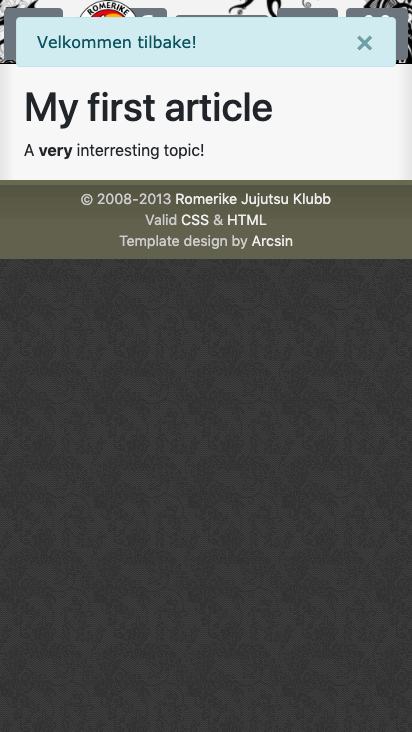 ROMERIKE
Velkommen tilbake!
×
My first article
A very interresting topic!
© 2008-2013 Romerike Jujutsu Klubb
Valid CSS & HTML
Template design by Arcsin